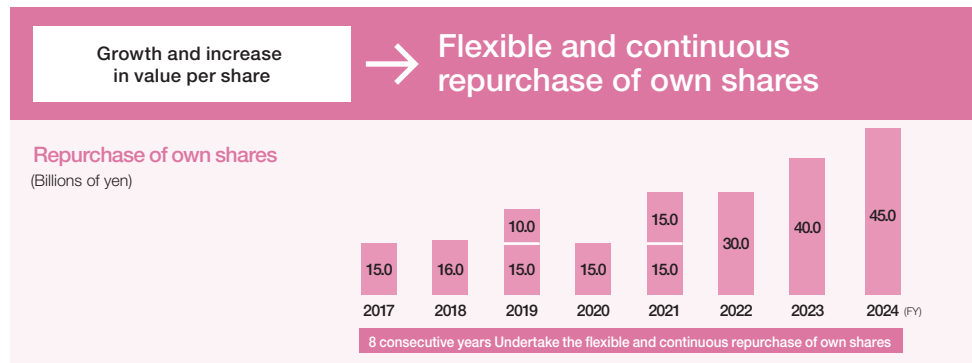 Growth and increase
in value per share
Flexible and continuous
repurchase of own shares
Repurchase of own shares
(Billions of yen)
10.0
15.0
45.0
40.0
30.0
15.0
16.0
15.0
15.0
15.0
2017
2018
2019
2020
2021
2022
2023
2024 (FY)
8 consecutive years Undertake the flexible and continuous repurchase of own shares